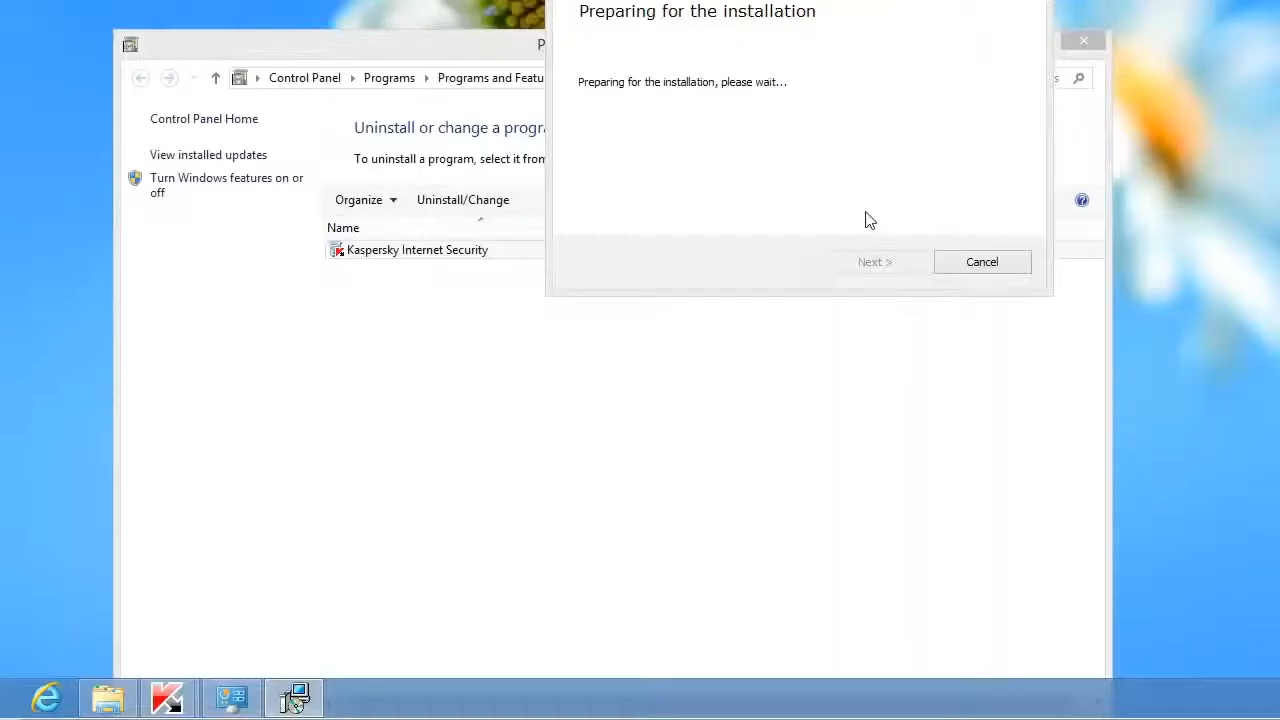 Preparing for the installation
P
Control Panel Programs Programs and Featu
s
Preparing for the installation, please wait...
Control Panel Home
Uninstall or change a progra
View installed updates
To uninstall a program, select it from
Turn Windows features on or
off
Organize Uninstall/Change
Name
Kaspersky Internet Security
Next >
Cancel